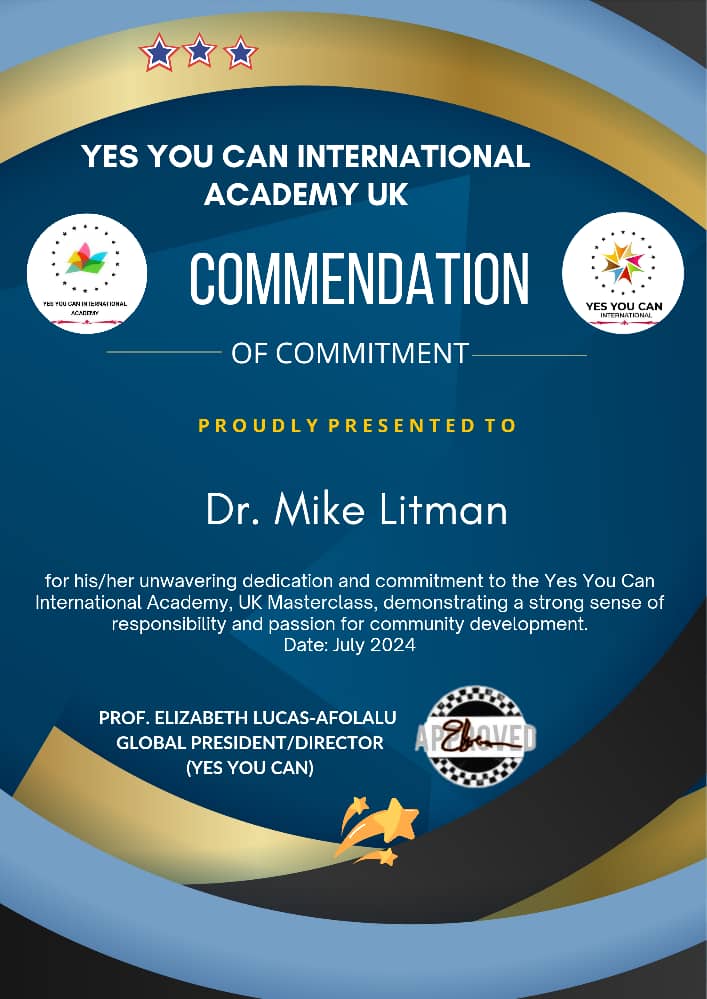 YES YOU CAN INTERNATIONAL
ACADEMY UK
YES YOU CAN INTERNATIONAL
ACADEMY
COMMENDATION
YES YOU CAN
INTERNATIONAL
OF COMMITMENT
PROUDLY PRESENTED TO
Dr. Mike Litman
for his/her unwavering dedication and commitment to the Yes You Can
International Academy, UK Masterclass, demonstrating a strong sense of
responsibility and passion for community development.
Date: July 2024
PROF. ELIZABETH LUCAS-AFOLALU
GLOBAL PRESIDENT/DIRECTOR
(YES YOU CAN)
APPROVED